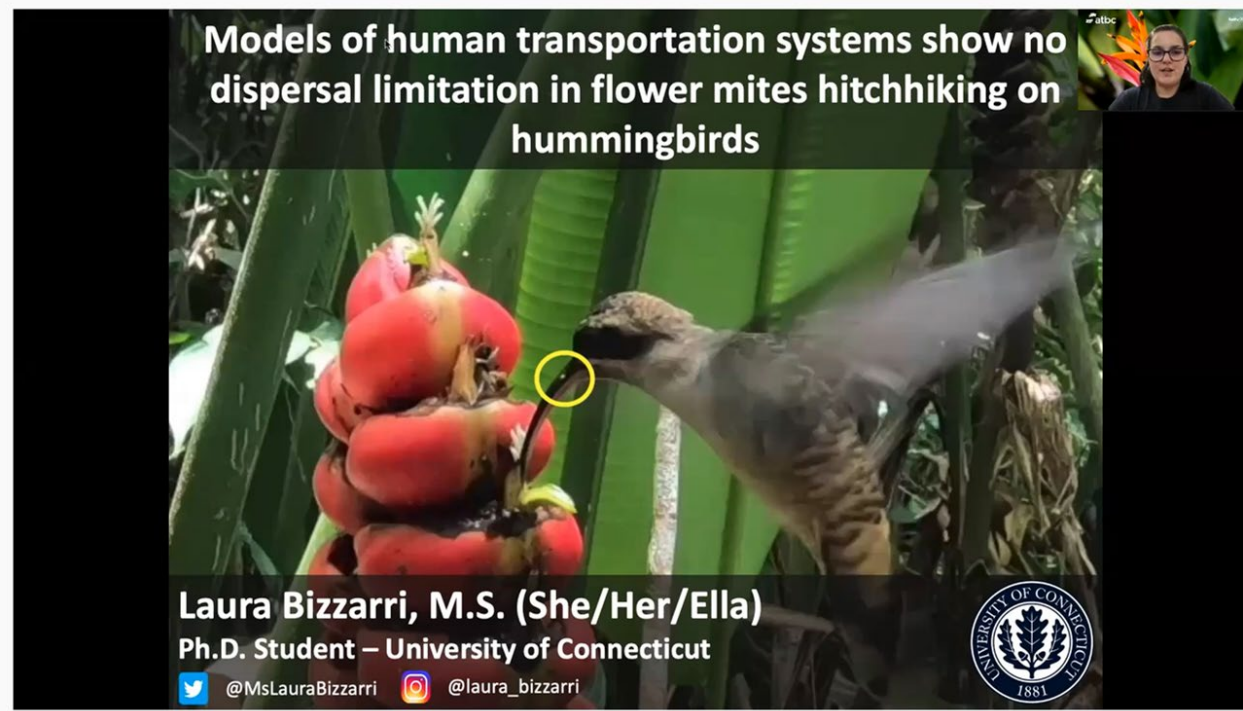 Models of human transportation systems show no
dispersal limitation in flower mites hitchhiking on
hummingbirds
atbc
Laura Bizzarri, M.S. (She/Her/Ella)
Ph.D. Student – University of Connecticut
@MsLauraBizzarri
@laura_bizzarri
UNIVERSITY OF CONNECTICUT
1881